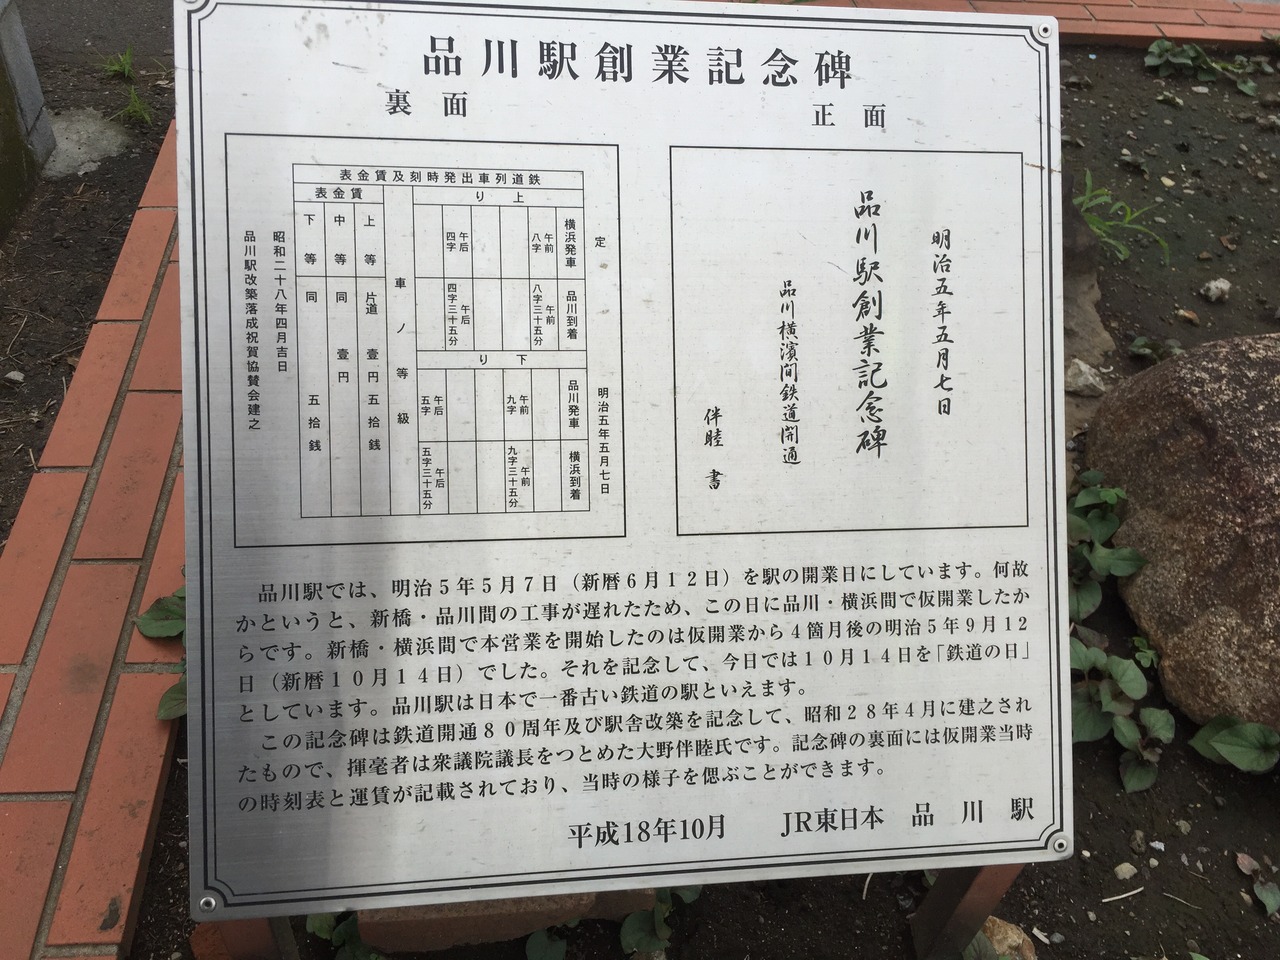 品川駅創業記念碑
正面
明治五年五月七日
品川駅創業記念碑
品川横濱間鉄道開通
伴睦 書
裏面
定
明治五年五月七日
表金賃及刻時発出車列道鉄
り上
横浜発車
午前八字
午后四字
品川到着
午前八字三十五分
午后四字三十五分
り下
品川発車
午前九字
午后五字
横浜到着
午前九字三十五分
午后五字三十五分
車ノ等級
表金賃
上等 片道 壹円五拾銭
中等 同 壹円
下等 同 五拾銭
昭和二十八年四月吉日
品川駅改築落成祝賀協賛会建之
品川駅では、明治5年5月7日（新暦6月12日）を駅の開業日にしています。何故
かというと、新橋・品川間の工事が遅れたため、この日に品川・横浜間で仮開業したか
らです。新橋・横浜間で本営業を開始したのは仮開業から4箇月後の明治5年9月12
日（新暦10月14日）でした。それを記念して、今日では10月14日を「鉄道の日」
としています。品川駅は日本で一番古い鉄道の駅といえます。
この記念碑は鉄道開通80周年及び駅舎改築を記念して、昭和28年4月に建之され
たもので、揮毫者は衆議院議長をつとめた大野伴睦氏です。記念碑の裏面には仮開業当時
の時刻表と運賃が記載されており、当時の様子を偲ぶことができます。
平成18年10月 JR東日本 品川駅